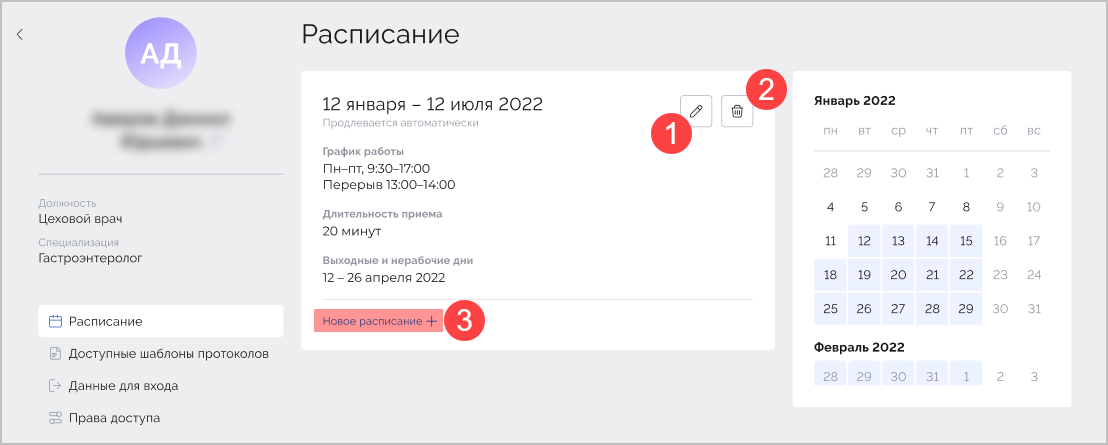 АД
Должность
Цеховой врач
Специализация
Гастроэнтеролог
Расписание
Доступные шаблоны протоколов
Данные для входа
Права доступа
Расписание
12 января – 12 июля 2022
Продлевается автоматически
1
2
График работы
Пн–пт, 9:30–17:00
Перерыв 13:00–14:00
Длительность приема
20 минут
Выходные и нерабочие дни
12 – 26 апреля 2022
Новое расписание +
3
Январь 2022
пн вт ср чт пт сб вс
28 29 30 31 1 2 3
4 5 6 7 8 9 10
11 12 13 14 15 16 17
18 19 20 21 22 23 24
25 26 27 28 29 30 31
Февраль 2022
28 29 30 31 1 2 3